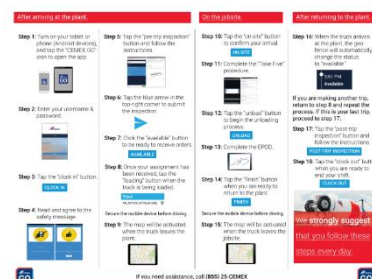 After arriving at the plant.
Step 1: Turn on your tablet or
phone (Android devices),
and tap the "CEMEX GO"
icon to open the app.
Step 2: Enter your username &
password.
Step 3: Tap the "clock in" button.
CLOCK IN
Step 4: Read and agree to the
safety message
Step 5: Tap the "pre trip inspection"
button and follow the
instructions.
Step 6: Tap the blue arrow in the
top-right corner to submit
the inspection.
Step 7: Click the "available" button
to be ready to receive orders.
AVAILABLE
Step 8: Once your assignment has
been received, tap the
"loading" button when the
truck is being loaded.
Secure the mobile device before driving.
Step 9: The map will be activated
when the truck leaves the
plant.
On the jobsite.
Step 10: Tap the "on site" button
to confirm your arrival.
ON SITE
Step 11: Complete the "Take Five"
procedure.
Step 12: Tap the "unload" button
to begin the unloading
process.
UNLOAD
Step 13: Complete the EPOD.
Step 14: Tap the "finish" button
when you are ready to
return to the plant.
FINISH
Secure the mobile device before driving.
Step 15: The map will be activated
when the truck leaves the
jobsite.
After returning to the plant.
Step 16: When the truck arrives
at the plant, the geo-
fence will automatically
change the status
to "available."
Available
If you are making another trip,
return to step 8 and repeat the
process. If this is your last trip,
proceed to step 17.
Step 17: Tap the "post trip
inspection" button and
follow the instructions.
POST TRIP INSPECTION
Step 18: Tap the "clock out" button
when you are ready to
end your shift.
CLOCK OUT
We strongly suggest
that you follow these
steps every day.
GO
If you need assistance, call (855) 25-CEMEX
GO